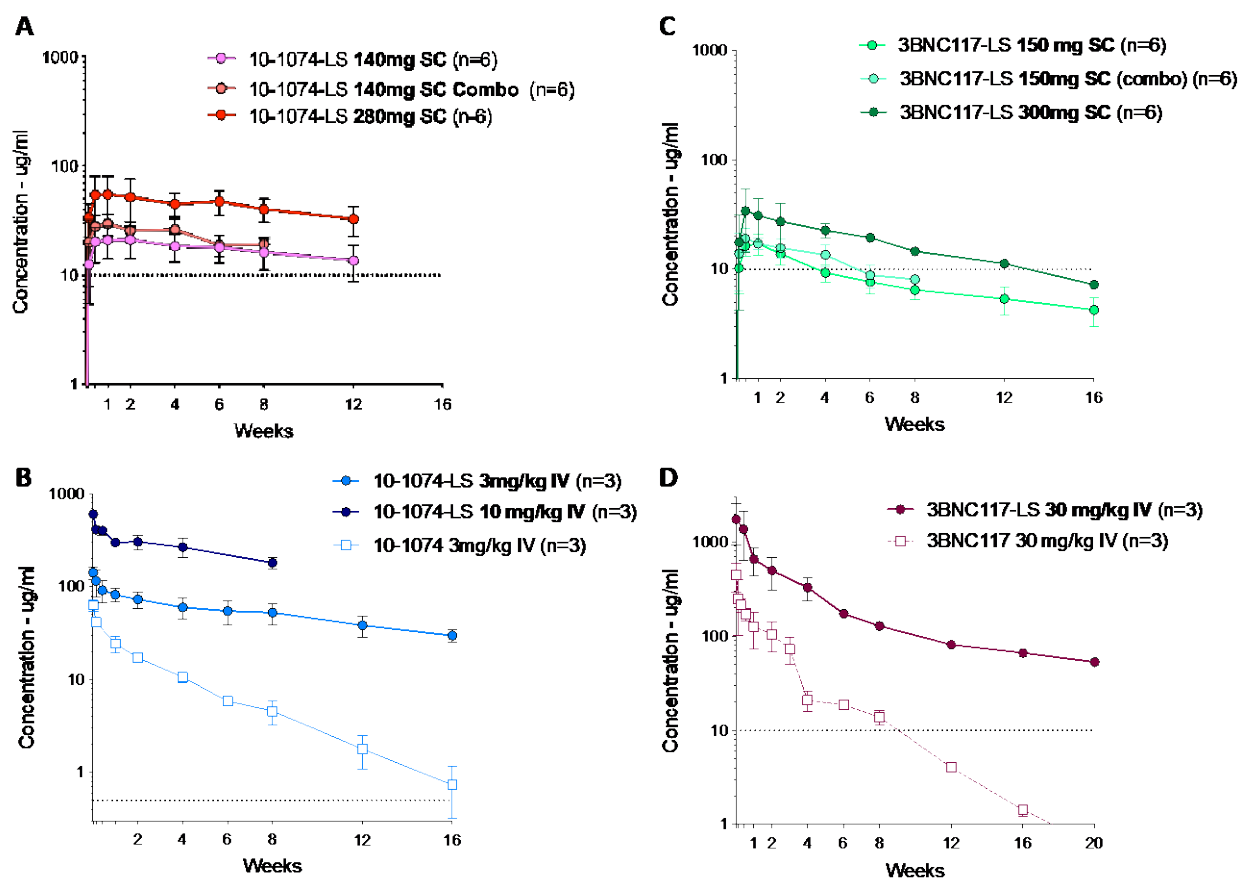 A
10-1074-LS 140mg SC (n=6)
10-1074-LS 140mg SC Combo (n=6)
10-1074-LS 280mg SC (n-6)
Concentration - ug/ml
1000
100
10
1
1 2 4 6 8 12 16
Weeks
C
3BNC117-LS 150 mg SC (n=6)
3BNC117-LS 150mg SC (combo) (n=6)
3BNC117-LS 300mg SC (n=6)
Concentration - ug/ml
1000
100
10
1
1 2 4 6 8 12 16
Weeks
B
10-1074-LS 3mg/kg IV (n=3)
10-1074-LS 10 mg/kg IV (n=3)
10-1074 3mg/kg IV (n=3)
Concentration - ug/ml
1000
100
10
1
2 4 6 8 12 16
Weeks
D
3BNC117-LS 30 mg/kg IV (n=3)
3BNC117 30 mg/kg IV (n=3)
Concentration - ug/ml
1000
100
10
1
1 2 4 6 8 12 16 20
Weeks